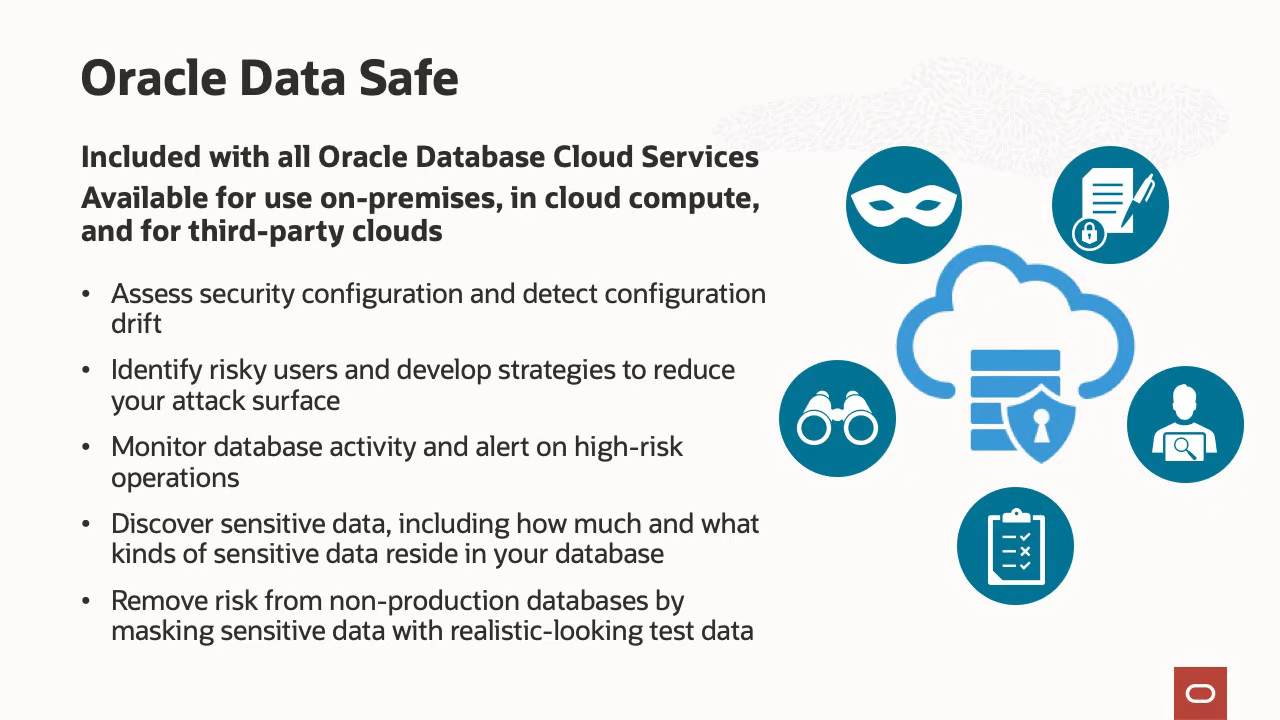 Oracle Data Safe
Included with all Oracle Database Cloud Services
Available for use on-premises, in cloud compute,
and for third-party clouds
• Assess security configuration and detect configuration
drift
• Identify risky users and develop strategies to reduce
your attack surface
• Monitor database activity and alert on high-risk
operations
• Discover sensitive data, including how much and what
kinds of sensitive data reside in your database
• Remove risk from non-production databases by
masking sensitive data with realistic-looking test data